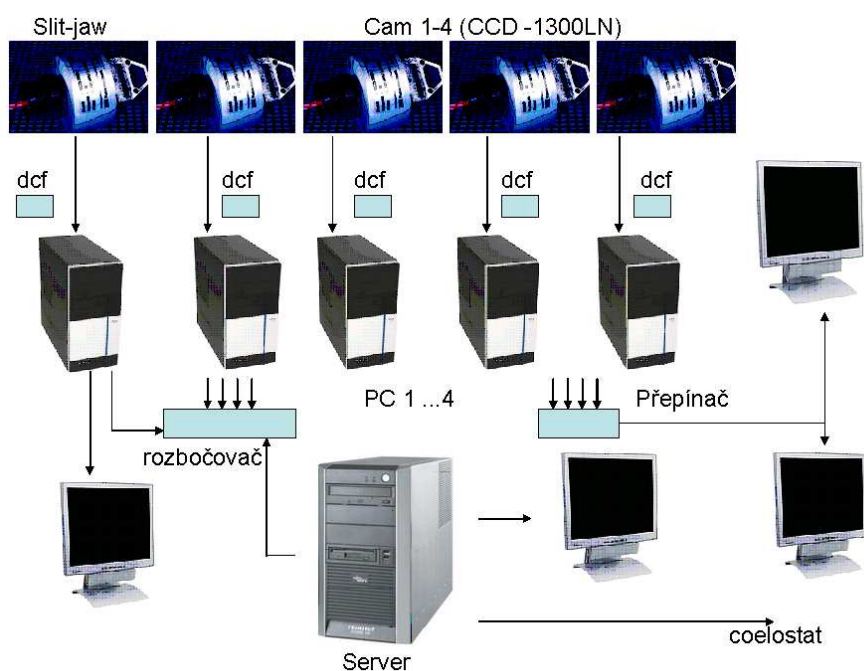 Slit-jaw
Cam 1-4 (CCD -1300LN)
dcf
dcf
dcf
dcf
dcf
PC 1 ...4
Přepínač
rozbočovač
coelostat
Server